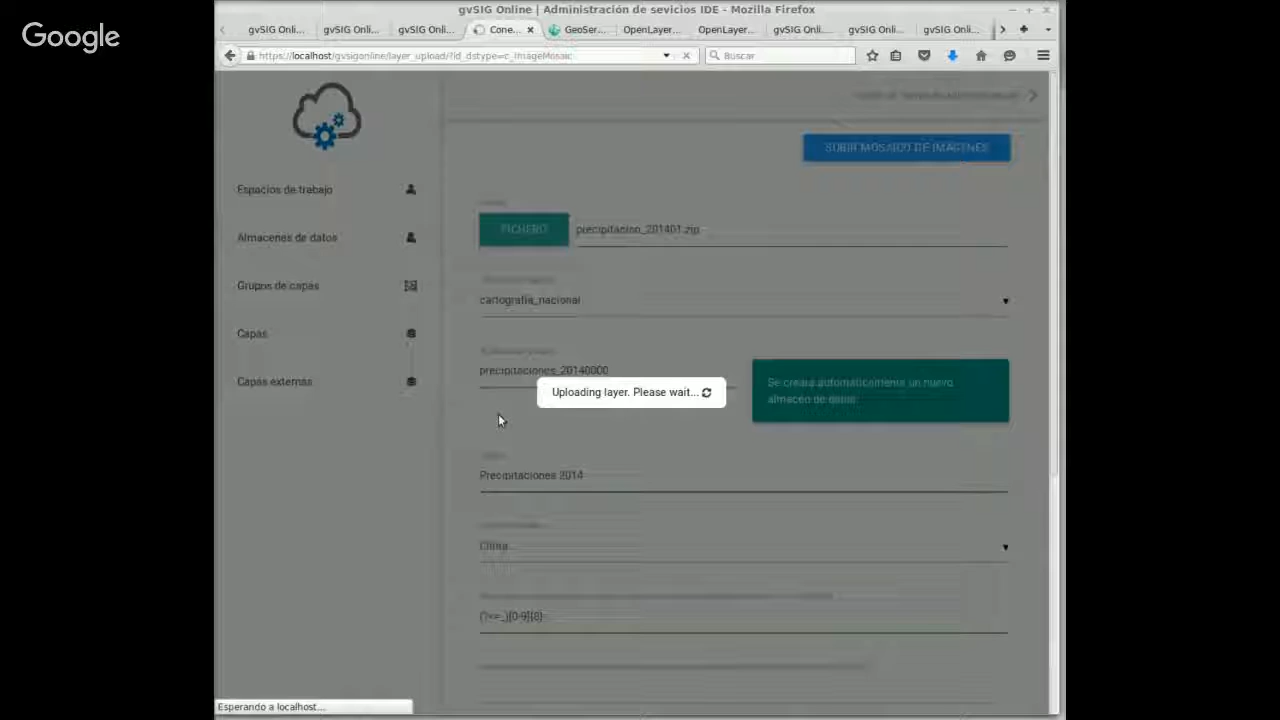 gvSIG Online | Administración de sevicios IDE - Mozilla Firefox
Google
gvSIG Onli...
gvSIG Onli...
gvSIG Onli...
Cone...
GeoSer...
OpenLayer...
OpenLayer...
gvSIG Onli...
gvSIG Onli...
gvSIG Onli...
https://localhost/gvsigonline/layer_upload/?id_dstype=c_ImageMosaic
Buscar
SUBIR MOSAICO DE IMÁGENES
Espacios de trabajo
FICHERO
precipitacion_201401.zip
Almacenes de datos
Grupos de capas
cartografia_nacional
Capas
precipitaciones_20140000
Capas externas
Se creará automáticamente un nuevo
almacén de datos
Uploading layer. Please wait...
Precipitaciones 2014
Clima
(?<=_)[0-9]{8}
Esperando a localhost...